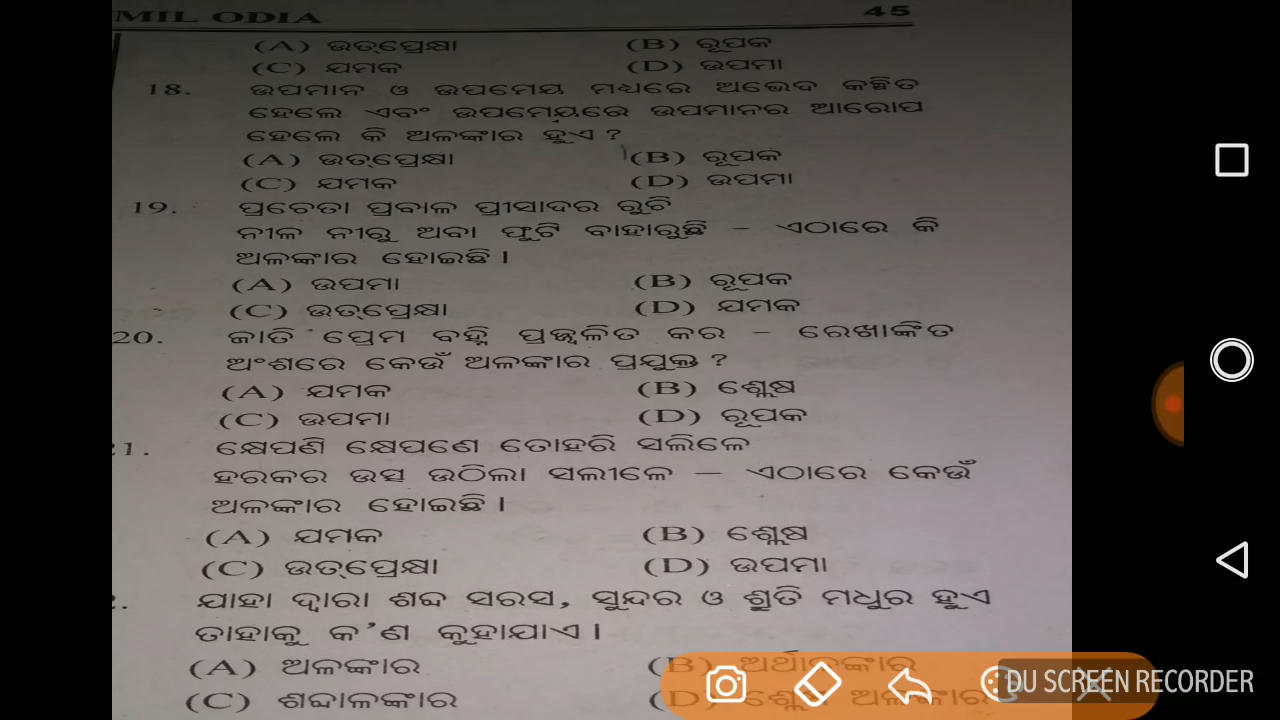 MIL ODIA 45
(A) ଉତ୍‌ପ୍ରେକ୍ଷା (B) ରୂପକ
(C) ଯମକ (D) ଉପମା
18. ଉପମାନ ଓ ଉପମେୟ ମଧ୍ୟରେ ଅଭେଦ କଳ୍ପିତ
ହେଲେ ଏବଂ ଉପମେୟରେ ଉପମାନର ଆରୋପ
ହେଲେ କି ଅଳଙ୍କାର ହୁଏ ?
(A) ଉତ୍‌ପ୍ରେକ୍ଷା (B) ରୂପକ
(C) ଯମକ (D) ଉପମା
19. ପ୍ରଚେତା ପ୍ରବାଳ ପ୍ରାସାଦର ରୁଚି
ନୀଳ ନୀରୁ ଅବା ଫୁଟି ବାହାରୁଛି – ଏଠାରେ କି
ଅଳଙ୍କାର ହୋଇଛି ।
(A) ଉପମା (B) ରୂପକ
(C) ଉତ୍‌ପ୍ରେକ୍ଷା (D) ଯମକ
20. ଜାତି ପ୍ରେମ ବହ୍ନି ପ୍ରଜ୍ଜ୍ୱଳିତ କର – ରେଖାଙ୍କିତ
ଅଂଶରେ କେଉଁ ଅଳଙ୍କାର ପ୍ରଯୁକ୍ତ ?
(A) ଯମକ (B) ଶ୍ଳେଷ
(C) ଉପମା (D) ରୂପକ
1. କ୍ଷେପଣି କ୍ଷେପଣେ ତୋହରି ସଲିଳେ
ହରକର ଉତ୍ସ ଉଠିଲା ସଲୀଳେ — ଏଠାରେ କେଉଁ
ଅଳଙ୍କାର ହୋଇଛି ।
(A) ଯମକ (B) ଶ୍ଳେଷ
(C) ଉତ୍‌ପ୍ରେକ୍ଷା (D) ଉପମା
ଯାହା ଦ୍ୱାରା ଶବ୍ଦ ସରସ, ସୁନ୍ଦର ଓ ଶ୍ରୁତି ମଧୁର ହୁଏ
ତାହାକୁ କ'ଣ କୁହାଯାଏ ।
(A) ଅଳଙ୍କାର (B) ଅର୍ଥାଳଙ୍କାର
(C) ଶବ୍ଦାଳଙ୍କାର (D) ଶ୍ଳେଷ ଅଳଙ୍କାର
DU SCREEN RECORDER